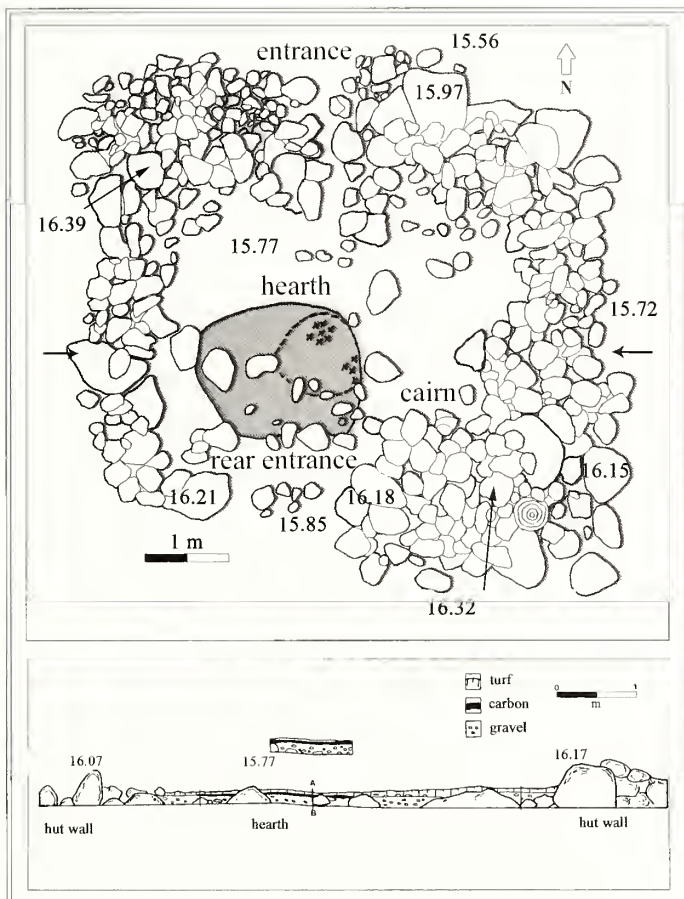 entrance
15.56
N
15.97
16.39
15.77
hearth
15.72
cairn
rear entrance
16.21
16.18
16.15
15.85
1 m
16.32
turf
0 1
carbon
m
gravel
16.07
15.77
16.17
A
B
hut wall
hearth
hut wall